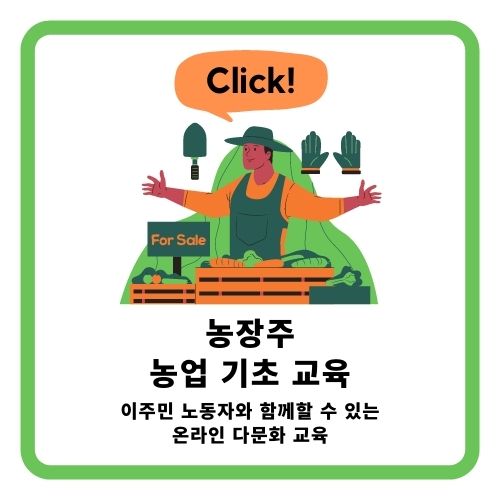 Click!
For Sale
농장주
농업 기초 교육
이주민 노동자와 함께할 수 있는
온라인 다문화 교육